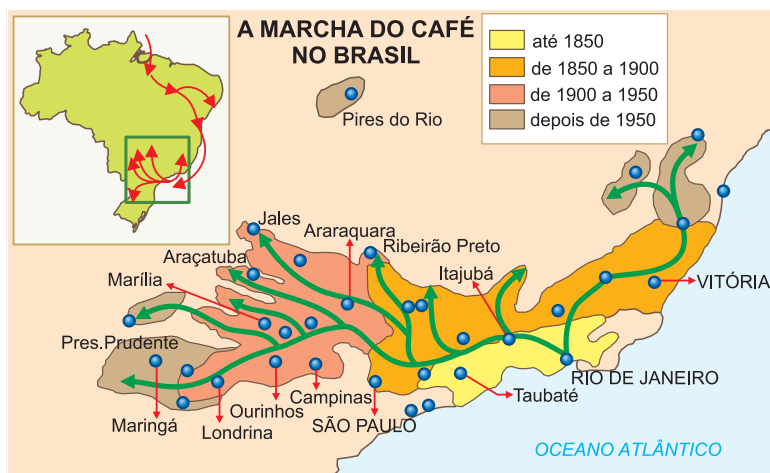 A MARCHA DO CAFÉ
NO BRASIL
até 1850
de 1850 a 1900
de 1900 a 1950
depois de 1950
Pires do Rio
Jales
Araraquara
Ribeirão Preto
Araçatuba
Itajubá
Marília
VITÓRIA
Pres.Prudente
RIO DE JANEIRO
Campinas
Taubaté
Ourinhos
SÃO PAULO
Maringá
Londrina
OCEANO ATLÂNTICO